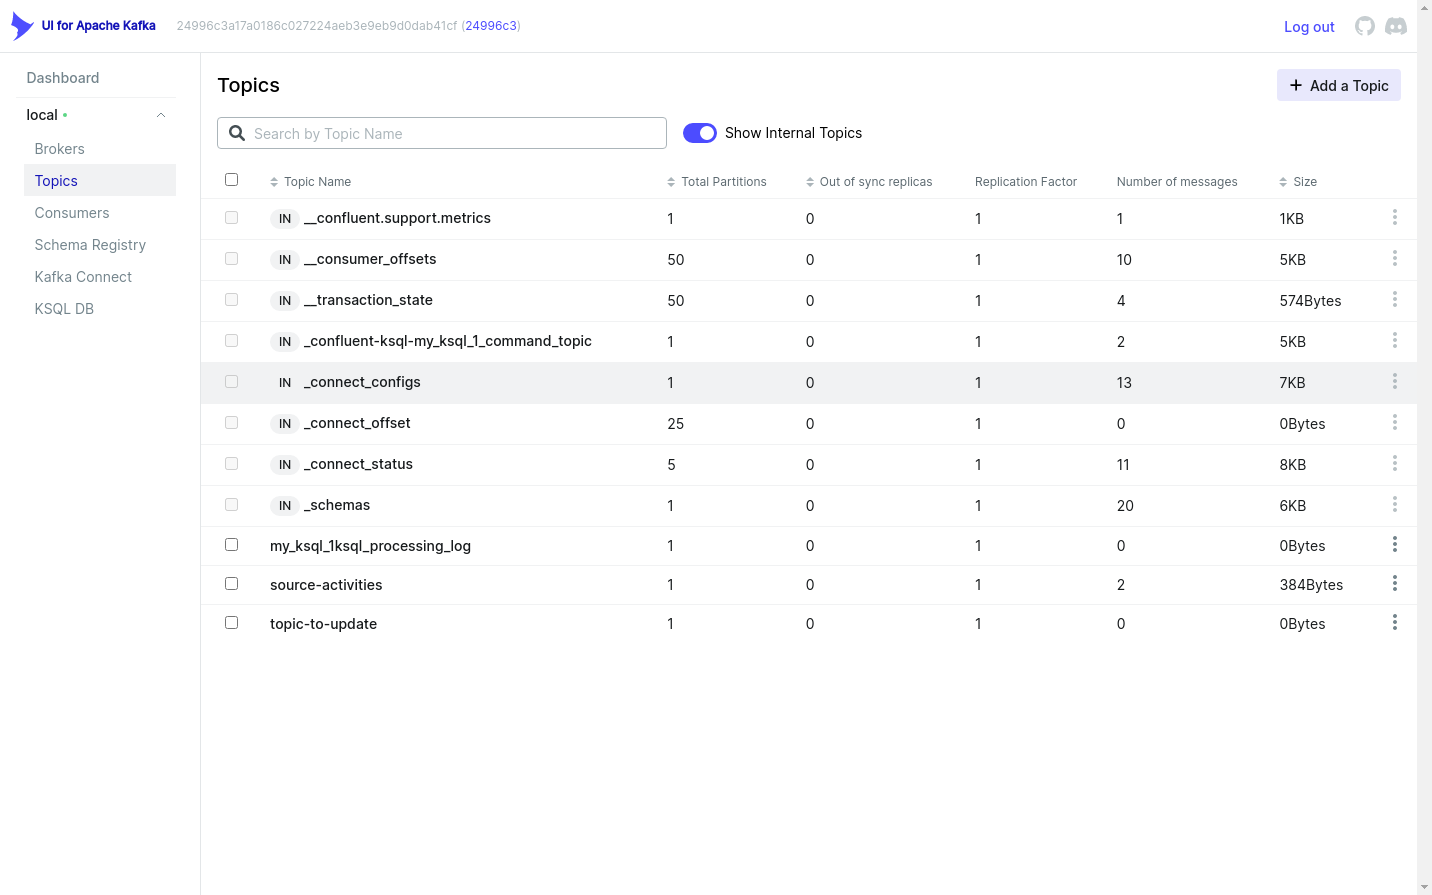 UI for Apache Kafka 24996c3a17a0186c027224aeb3e9eb9d0dab41cf (24996c3) Log out
Dashboard
local
Brokers
Topics
Consumers
Schema Registry
Kafka Connect
KSQL DB
Topics
Add a Topic
Search by Topic Name
Show Internal Topics
Topic Name Total Partitions Out of sync replicas Replication Factor Number of messages Size
IN __confluent.support.metrics 1 0 1 1 1KB
IN __consumer_offsets 50 0 1 10 5KB
IN __transaction_state 50 0 1 4 574Bytes
IN _confluent-ksql-my_ksql_1_command_topic 1 0 1 2 5KB
IN _connect_configs 1 0 1 13 7KB
IN _connect_offset 25 0 1 0 0Bytes
IN _connect_status 5 0 1 11 8KB
IN _schemas 1 0 1 20 6KB
my_ksql_1ksql_processing_log 1 0 1 0 0Bytes
source-activities 1 0 1 2 384Bytes
topic-to-update 1 0 1 0 0Bytes